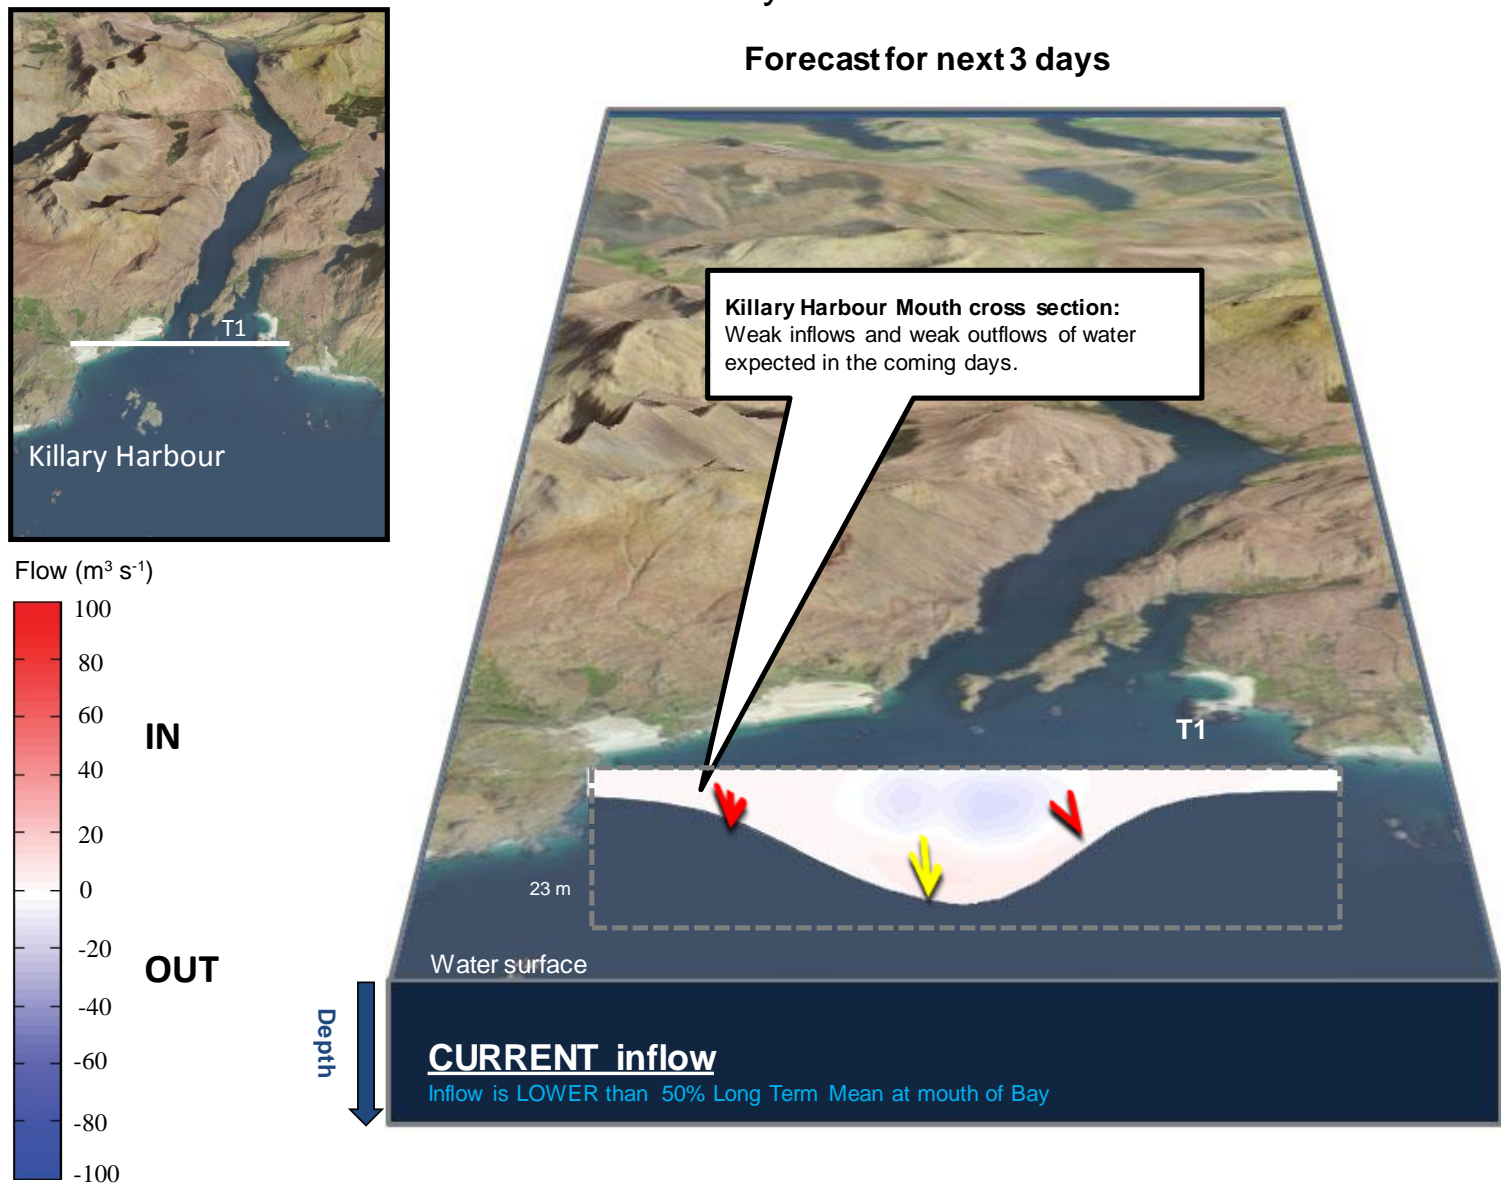 Forecast for next 3 days
T1
Killary Harbour
Killary Harbour Mouth cross section:
Weak inflows and weak outflows of water
expected in the coming days.
Flow (m³ s⁻¹)
100
80
60
40
20
0
-20
-40
-60
-80
-100
IN
OUT
T1
23 m
Water surface
Depth
CURRENT inflow
Inflow is LOWER than 50% Long Term Mean at mouth of Bay